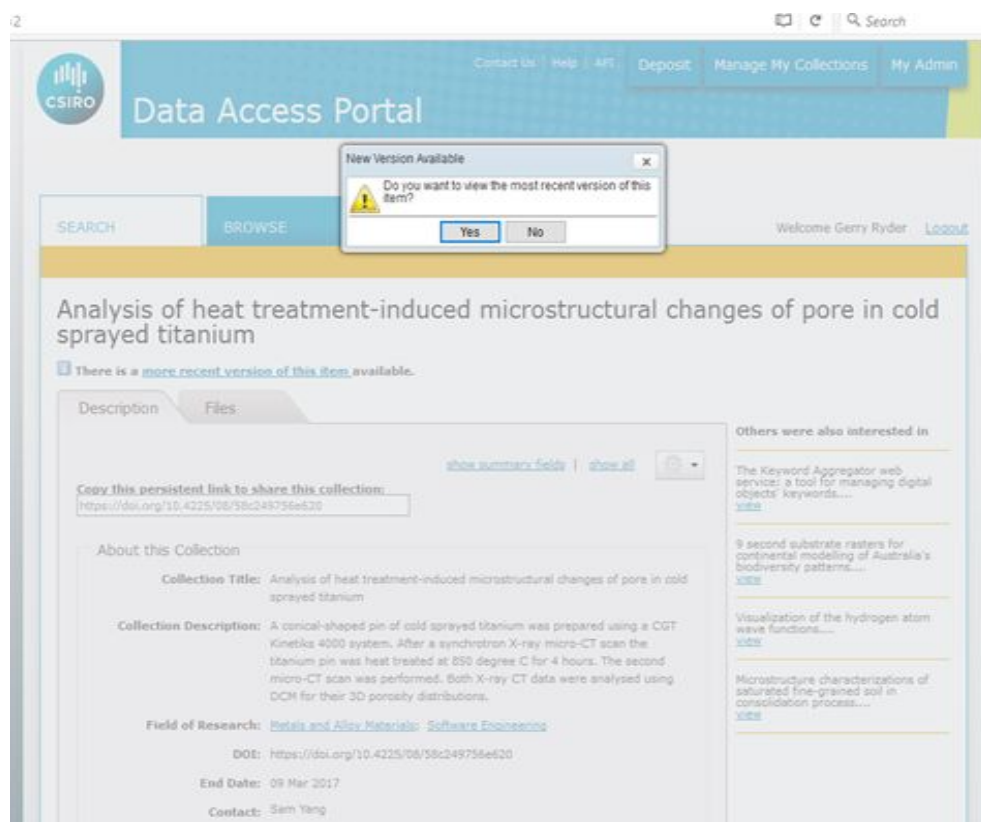 Search
CSIRO
Data Access Portal
Contact Us | Help | API
Deposit
Manage My Collections
My Admin
New Version Available
Do you want to view the most recent version of this
item?
Yes
No
SEARCH
BROWSE
Welcome Gerry Ryder
Logout
Analysis of heat treatment-induced microstructural changes of pore in cold
sprayed titanium
There is a more recent version of this item available.
Description
Files
show summary fields | show all
Copy this persistent link to share this collection:
https://doi.org/10.4225/08/58c249756e620
About this Collection
Collection Title: Analysis of heat treatment-induced microstructural changes of pore in cold
sprayed titanium
Collection Description: A conical-shaped pin of cold sprayed titanium was prepared using a CGT
Kinetiks 4000 system. After a synchrotron X-ray micro-CT scan the
titanium pin was heat treated at 850 degree C for 4 hours. The second
micro-CT scan was performed. Both X-ray CT data were analysed using
DCM for their 3D porosity distributions.
Field of Research: Metals and Alloy Materials; Software Engineering
DOI: https://doi.org/10.4225/08/58c249756e620
End Date: 09 Mar 2017
Contact: Sam Yang
Others were also interested in
The Keyword Aggregator web
service: a tool for managing digital
objects' keywords....
view
9 second substrate rasters for
continental modelling of Australia's
biodiversity patterns....
view
Visualization of the hydrogen atom
wave functions....
view
Microstructure characterizations of
saturated fine-grained soil in
consolidation process....
view